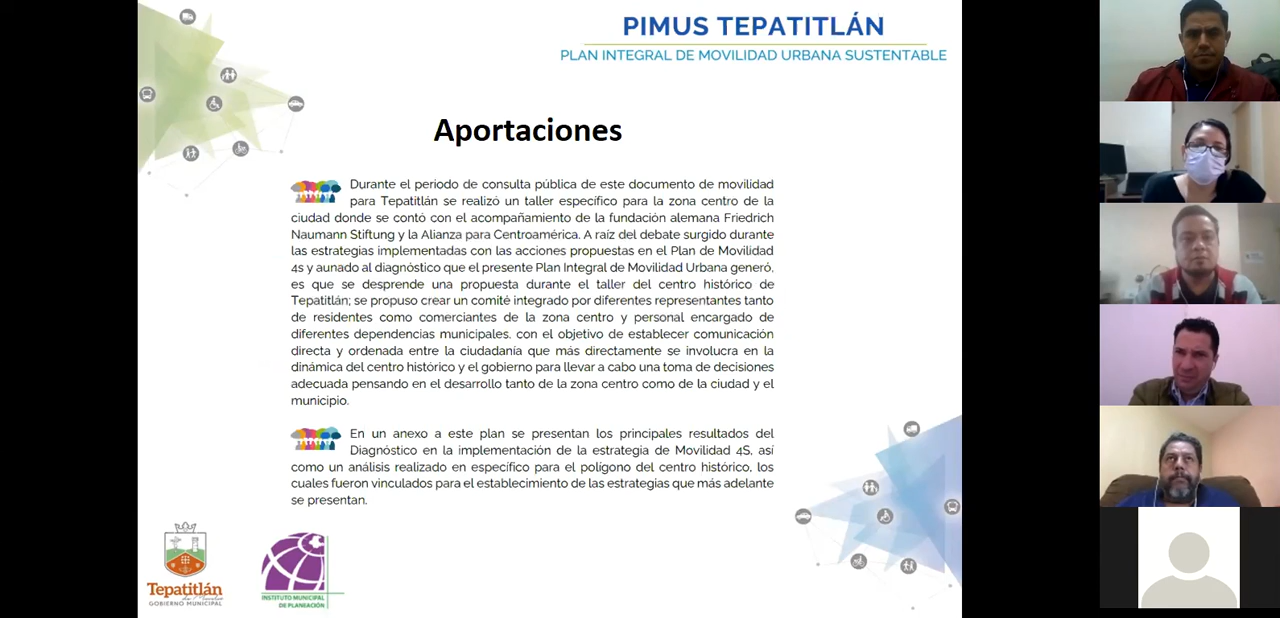 PIMUS TEPATITLÁN
PLAN INTEGRAL DE MOVILIDAD URBANA SUSTENTABLE
Aportaciones
Durante el periodo de consulta pública de este documento de movilidad
para Tepatitlán se realizó un taller específico para la zona centro de la
ciudad donde se contó con el acompañamiento de la fundación alemana Friedrich
Naumann Stiftung y la Alianza para Centroamérica. A raíz del debate surgido durante
las estrategias implementadas con las acciones propuestas en el Plan de Movilidad
4s y aunado al diagnóstico que el presente Plan Integral de Movilidad Urbana generó,
es que se desprende una propuesta durante el taller del centro histórico de
Tepatitlán; se propuso crear un comité integrado por diferentes representantes tanto
de residentes como comerciantes de la zona centro y personal encargado de
diferentes dependencias municipales, con el objetivo de establecer comunicación
directa y ordenada entre la ciudadanía que más directamente se involucra en la
dinámica del centro histórico y el gobierno para llevar a cabo una toma de decisiones
adecuada pensando en el desarrollo tanto de la zona centro como de la ciudad y el
municipio.
En un anexo a este plan se presentan los principales resultados del
Diagnóstico en la implementación de la estrategia de Movilidad 4S, así
como un análisis realizado en específico para el polígono del centro histórico, los
cuales fueron vinculados para el establecimiento de las estrategias que más adelante
se presentan.
Tepatitlán
de Morelos
GOBIERNO MUNICIPAL
INSTITUTO MUNICIPAL
DE PLANEACIÓN